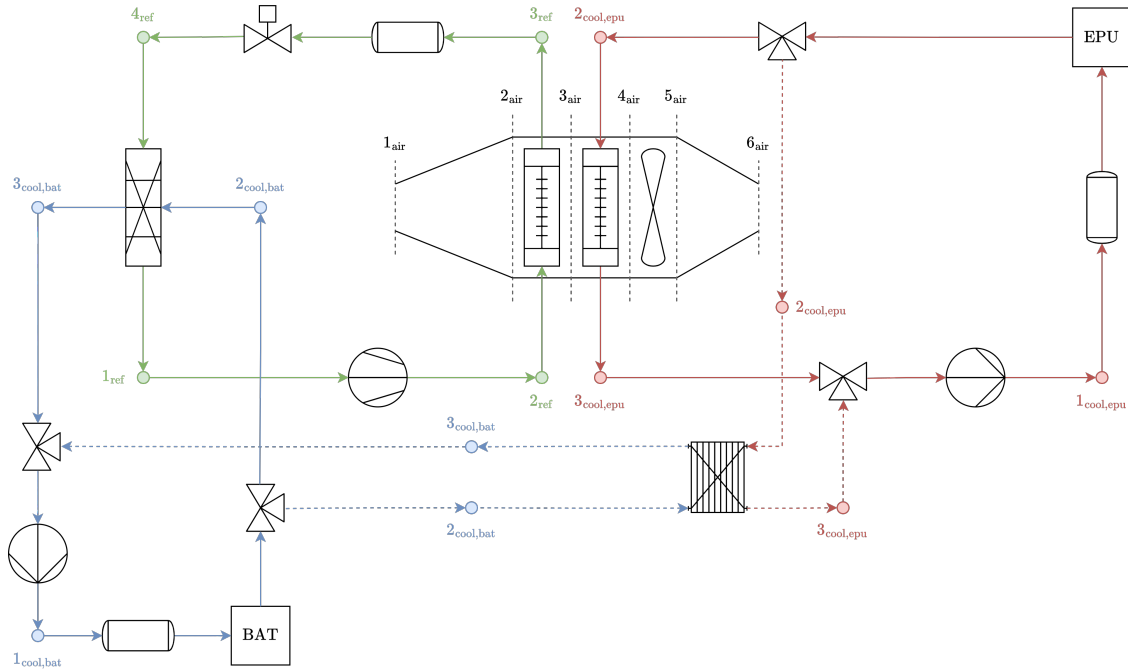 4ref
3ref
2cool,epu
EPU
2air
3air
4air
5air
1air
6air
3cool,bat
2cool,bat
2cool,epu
1ref
2ref
3cool,epu
1cool,epu
3cool,bat
2cool,bat
3cool,epu
BAT
1cool,bat